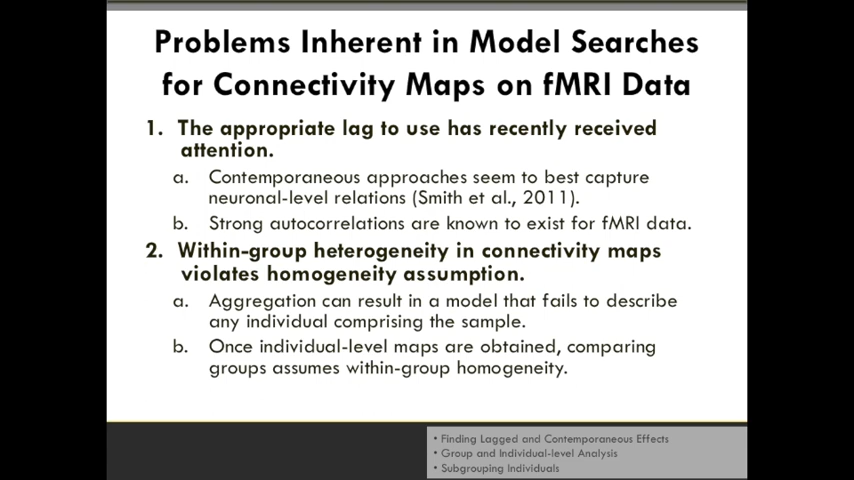 Problems Inherent in Model Searches
for Connectivity Maps on fMRI Data
1. The appropriate lag to use has recently received
attention.
a. Contemporaneous approaches seem to best capture
neuronal-level relations (Smith et al., 2011).
b. Strong autocorrelations are known to exist for fMRI data.
2. Within-group heterogeneity in connectivity maps
violates homogeneity assumption.
a. Aggregation can result in a model that fails to describe
any individual comprising the sample.
b. Once individual-level maps are obtained, comparing
groups assumes within-group homogeneity.
• Finding Lagged and Contemporaneous Effects
• Group and Individual-level Analysis
• Subgrouping Individuals